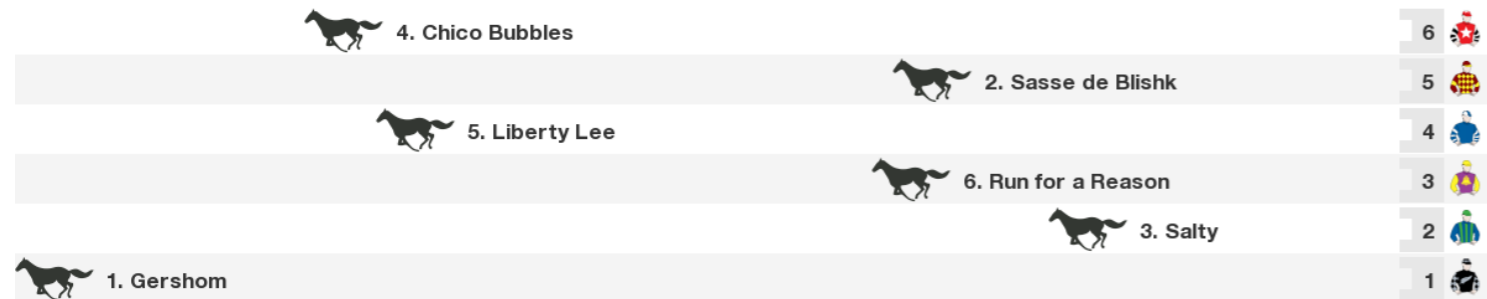 4. Chico Bubbles 6
2. Sasse de Blishk 5
5. Liberty Lee 4
6. Run for a Reason 3
3. Salty 2
1. Gershom 1